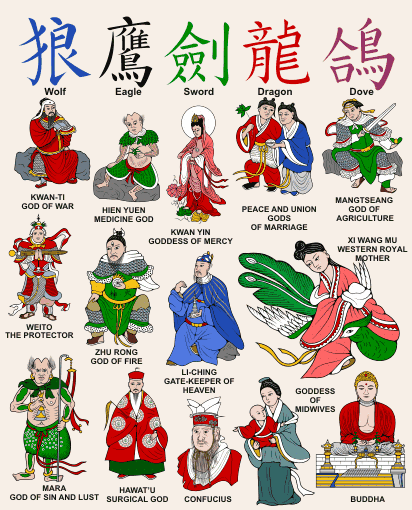 狼 鷹 劍 龍 鴿
Wolf Eagle Sword Dragon Dove
KWAN-TI
GOD OF WAR
HIEN YUEN
MEDICINE GOD
KWAN YIN
GODDESS OF MERCY
PEACE AND UNION
GODS
OF MARRIAGE
MANGTSEANG
GOD OF
AGRICULTURE
WEITO
THE PROTECTOR
ZHU RONG
GOD OF FIRE
LI-CHING
GATE-KEEPER OF
HEAVEN
XI WANG MU
WESTERN ROYAL
MOTHER
MARA
GOD OF SIN AND LUST
HAWAT'U
SURGICAL GOD
CONFUCIUS
GODDESS
OF
MIDWIVES
BUDDHA